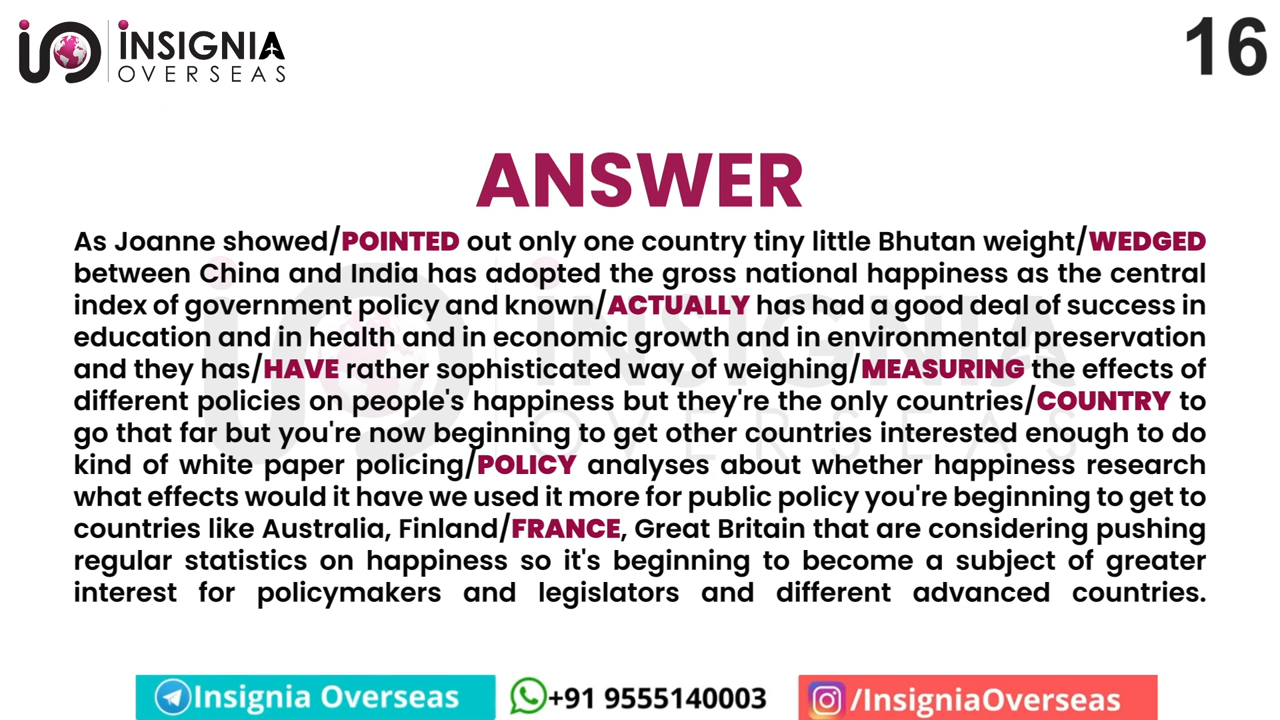 iNSIGNIA
OVERSEAS
16
ANSWER
As Joanne showed/POINTED out only one country tiny little Bhutan weight/WEDGED
between China and India has adopted the gross national happiness as the central
index of government policy and known/ACTUALLY has had a good deal of success in
education and in health and in economic growth and in environmental preservation
and they has/HAVE rather sophisticated way of weighing/MEASURING the effects of
different policies on people's happiness but they're the only countries/COUNTRY to
go that far but you're now beginning to get other countries interested enough to do
kind of white paper policing/POLICY analyses about whether happiness research
what effects would it have we used it more for public policy you're beginning to get to
countries like Australia, Finland/FRANCE, Great Britain that are considering pushing
regular statistics on happiness so it's beginning to become a subject of greater
interest for policymakers and legislators and different advanced countries.
Insignia Overseas
+91 9555140003
/InsigniaOverseas